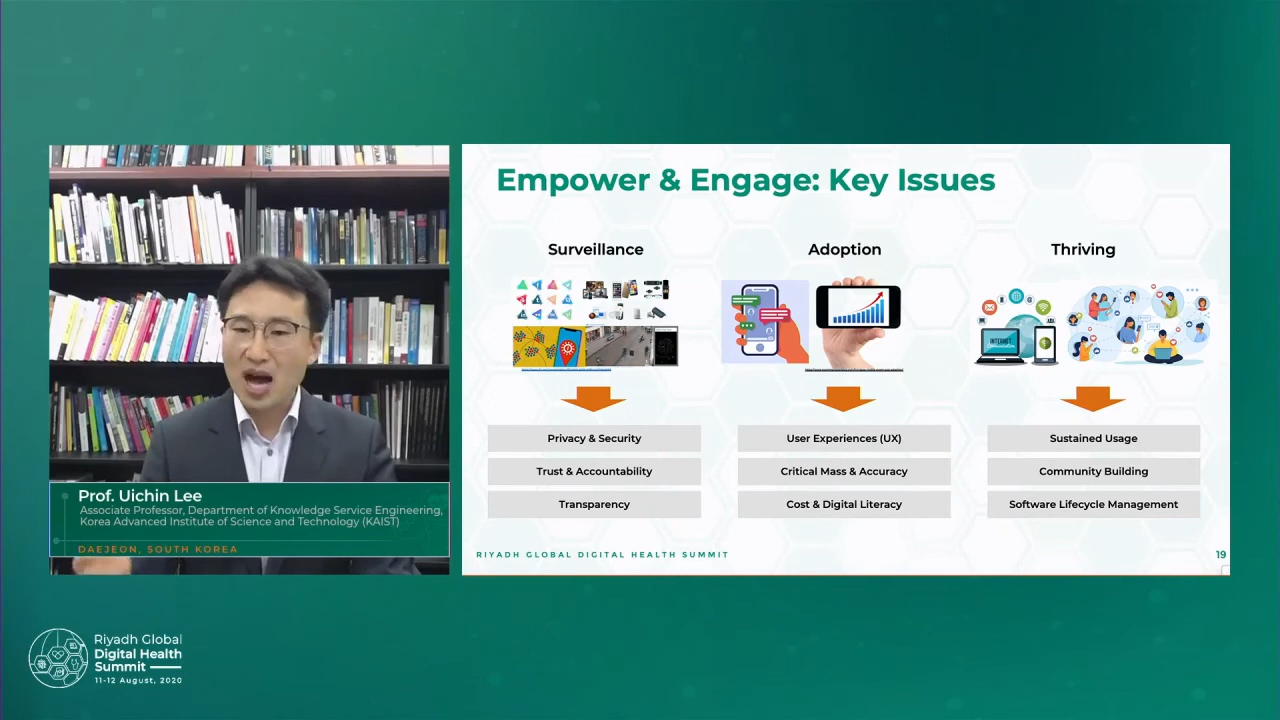 Empower & Engage: Key Issues
Surveillance
Adoption
Thriving
INTERNET
Privacy & Security
User Experiences (UX)
Sustained Usage
Trust & Accountability
Critical Mass & Accuracy
Community Building
Transparency
Cost & Digital Literacy
Software Lifecycle Management
RIYADH GLOBAL DIGITAL HEALTH SUMMIT
19
Prof. Uichin Lee
Associate Professor, Department of Knowledge Service Engineering,
Korea Advanced Institute of Science and Technology (KAIST)
DAEJEON, SOUTH KOREA
Riyadh Global
Digital Health
Summit
11-12 August, 2020